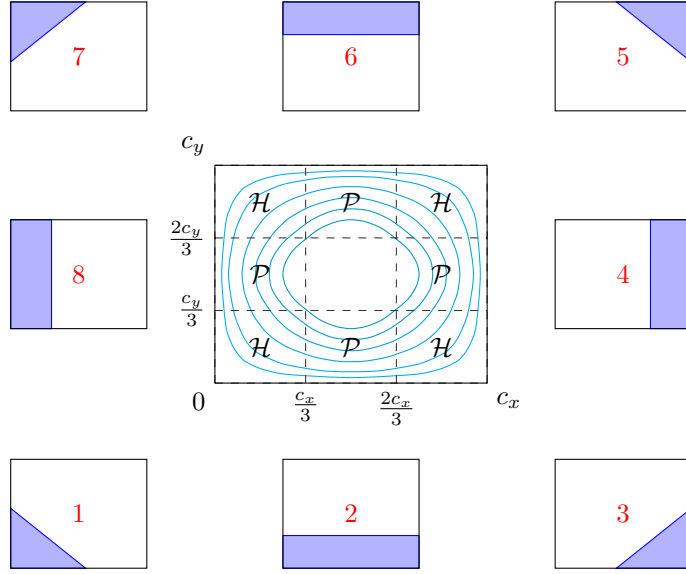 7 6 5
c_y
ℋ 𝒫 ℋ
2c_y/3
8 𝒫 𝒫 4
c_y/3
ℋ 𝒫 ℋ
0 c_x/3 2c_x/3 c_x
1 2 3